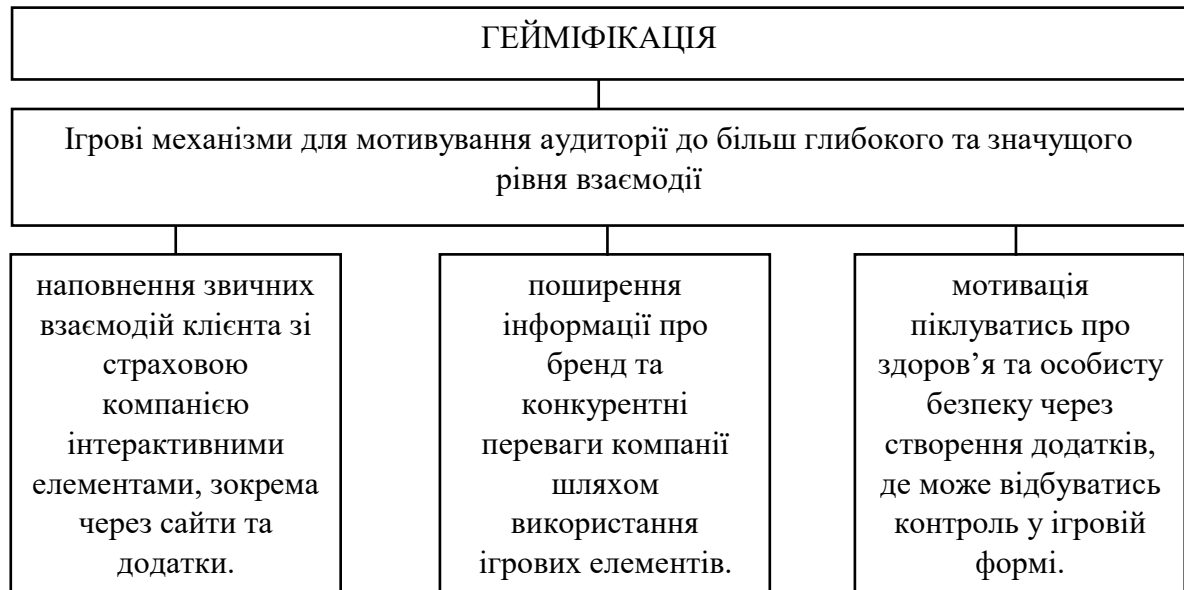 ГЕЙМІФІКАЦІЯ
Ігрові механізми для мотивування аудиторії до більш глибокого та значущого
рівня взаємодії
наповнення звичних
взаємодій клієнта зі
страховою
компанією
інтерактивними
елементами, зокрема
через сайти та
додатки.
поширення
інформації про
бренд та
конкурентні
переваги компанії
шляхом
використання
ігрових елементів.
мотивація
піклуватись про
здоров’я та особисту
безпеку через
створення додатків,
де може відбуватись
контроль у ігровій
формі.